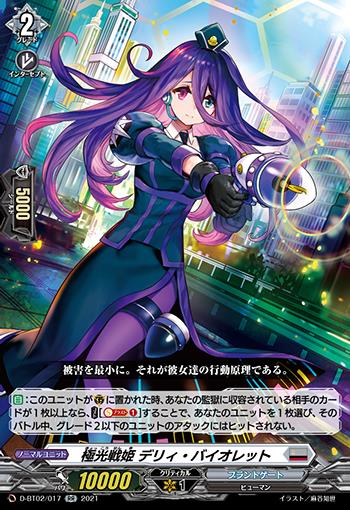 2
グレード
インターセプト
5000
シールド
被害を最小に。それが彼女達の行動原理である。
自:このユニットが に置かれた時、あなたの監獄に収容されている相手のカー
ドが1枚以上なら、[ ブラスト1]することで、あなたのユニットを1枚選び、その
バトル中、グレード2以下のユニットのアタックにはヒットされない。
ノーマルユニット
極光戦姫 デリィ・バイオレット
パワー 10000
クリティカル
1
ブラントゲート
ヒューマン
D-BT02/017 RR 2021
イラスト/麻谷知世